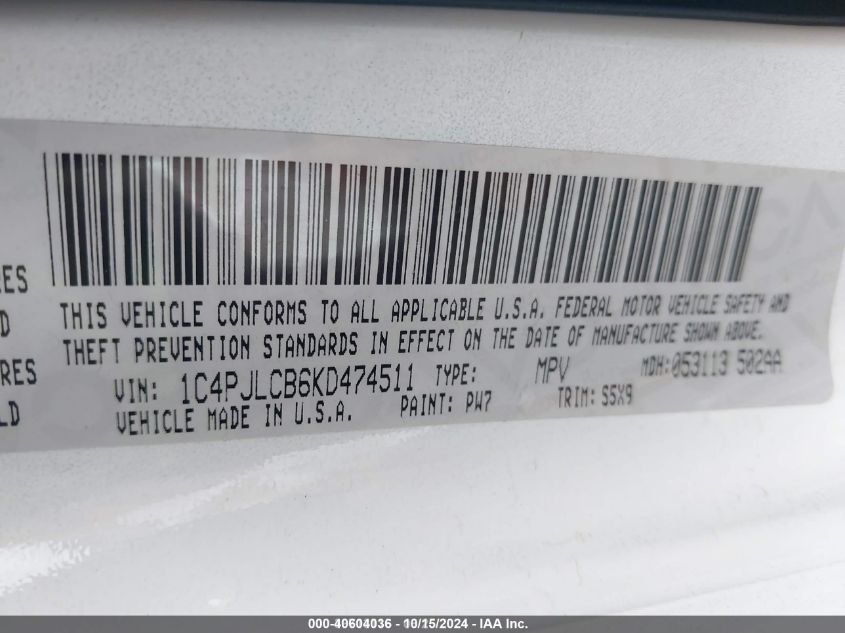 RES
D
RES
LD
THIS VEHICLE CONFORMS TO ALL APPLICABLE U.S.A. FEDERAL MOTOR VEHICLE SAFETY AND
THEFT PREVENTION STANDARDS IN EFFECT ON THE DATE OF MANUFACTURE SHOWN ABOVE.
VIN: 1C4PJLCB6KD474511 TYPE: MPV MDH: 053113 502AA
VEHICLE MADE IN U.S.A. PAINT: PW7 TRIM: S5X9
000-40604036 - 10/15/2024 - IAA Inc.